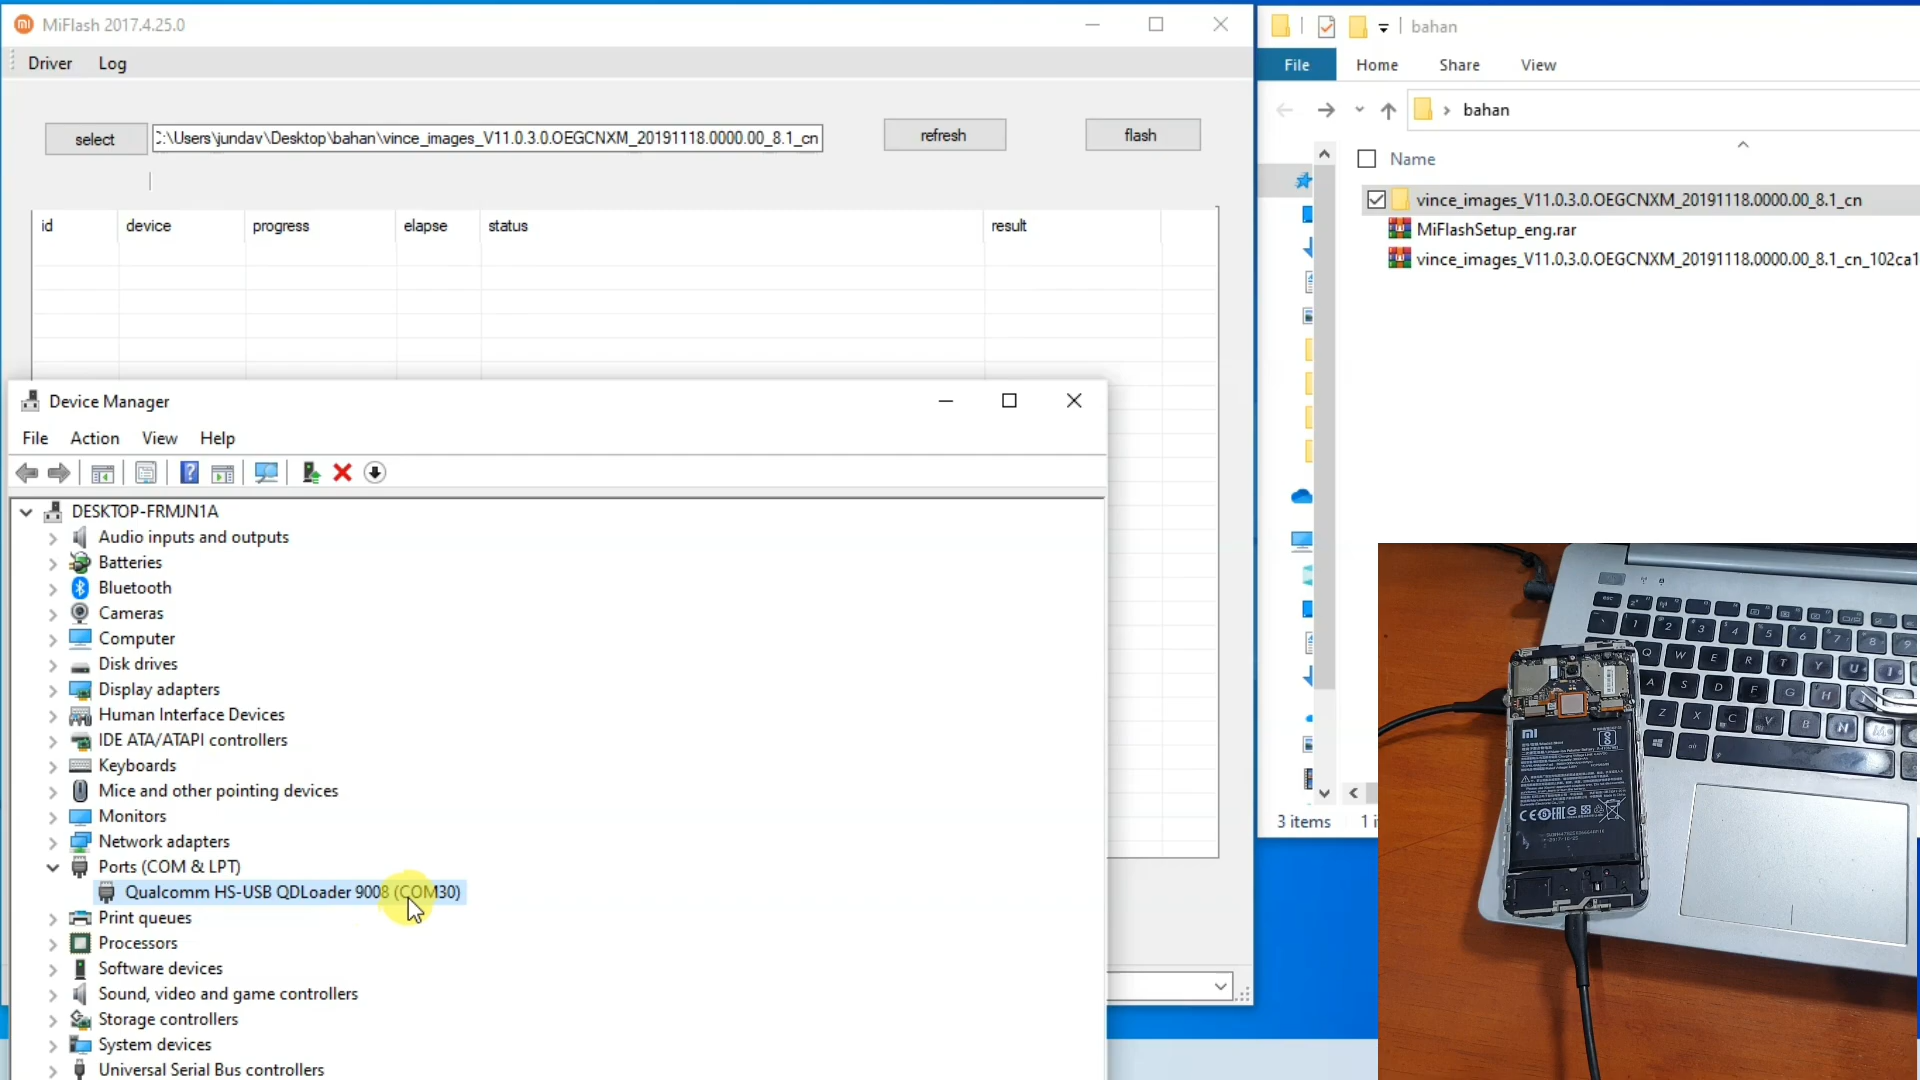 MiFlash 2017.4.25.0
Driver Log
select :\Users\jundav\Desktop\bahan\vince_images_V11.0.3.0.OEGCNXM_20191118.0000.00_8.1_cn refresh flash
id device progress elapse status result
Device Manager
File Action View Help
DESKTOP-FRMJN1A
Audio inputs and outputs
Batteries
Bluetooth
Cameras
Computer
Disk drives
Display adapters
Human Interface Devices
IDE ATA/ATAPI controllers
Keyboards
Mice and other pointing devices
Monitors
Network adapters
Ports (COM & LPT)
Qualcomm HS-USB QDLoader 9008 (COM30)
Print queues
Processors
Software devices
Sound, video and game controllers
Storage controllers
System devices
Universal Serial Bus controllers
bahan
File Home Share View
bahan
Name
vince_images_V11.0.3.0.OEGCNXM_20191118.0000.00_8.1_cn
MiFlashSetup_eng.rar
vince_images_V11.0.3.0.OEGCNXM_20191118.0000.00_8.1_cn_102ca1
3 items